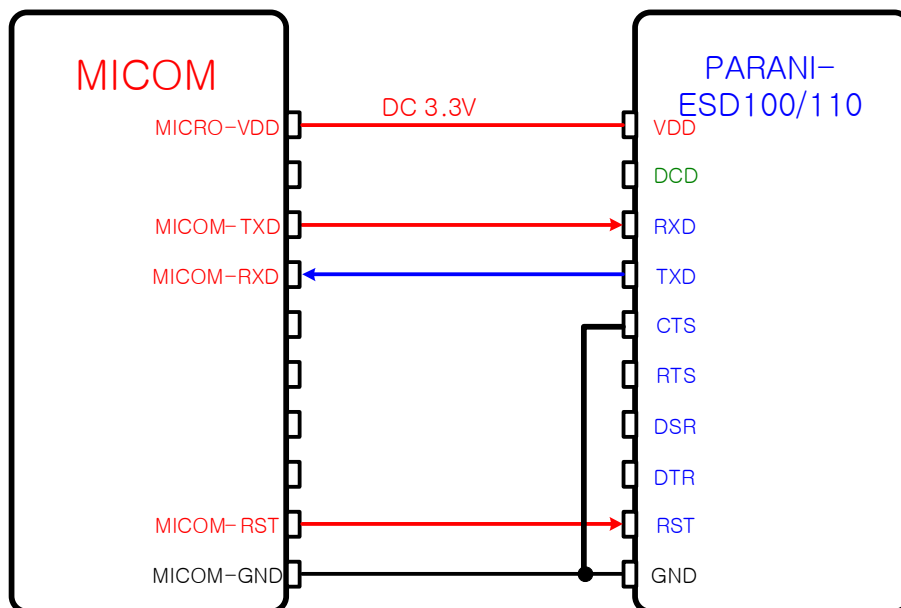 MICOM
PARANI-
ESD100/110
DC 3.3V
MICRO-VDD
VDD
DCD
MICOM-TXD
RXD
MICOM-RXD
TXD
CTS
RTS
DSR
DTR
MICOM-RST
RST
MICOM-GND
GND